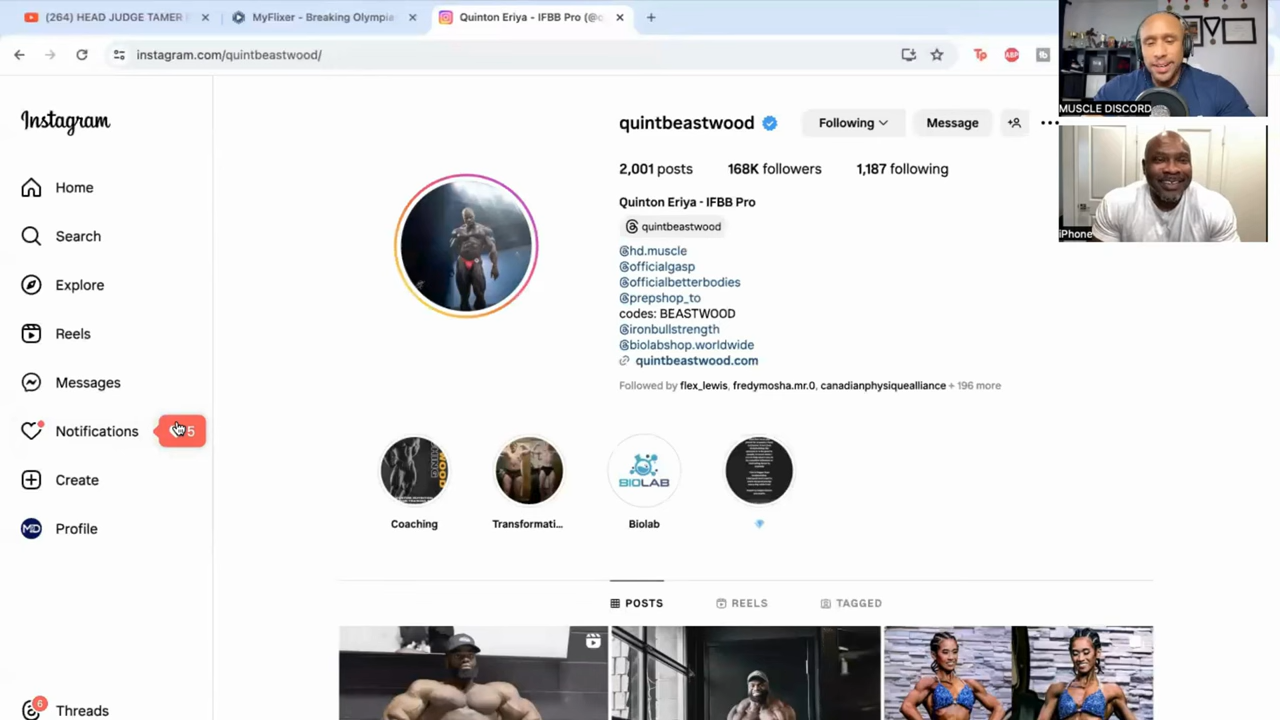 (264) HEAD JUDGE TAMER
MyFlixer - Breaking Olympia
Quinton Eriya - IFBB Pro (@q
instagram.com/quintbeastwood/
MUSCLE DISCORD
iPhone
Instagram
Home
Search
Explore
Reels
Messages
Notifications
5
Create
MD
Profile
6
Threads
quintbeastwood
Following
Message
2,001 posts 168K followers 1,187 following
Quinton Eriya - IFBB Pro
quintbeastwood
@hd.muscle
@officialgasp
@officialbetterbodies
@prepshop_to
codes: BEASTWOOD
@ironbullstrength
@biolabshop.worldwide
quintbeastwood.com
Followed by flex_lewis, fredymosha.mr.0, canadianphysiquealliance + 196 more
BIOLAB
Coaching
Transformati...
Biolab
POSTS
REELS
TAGGED